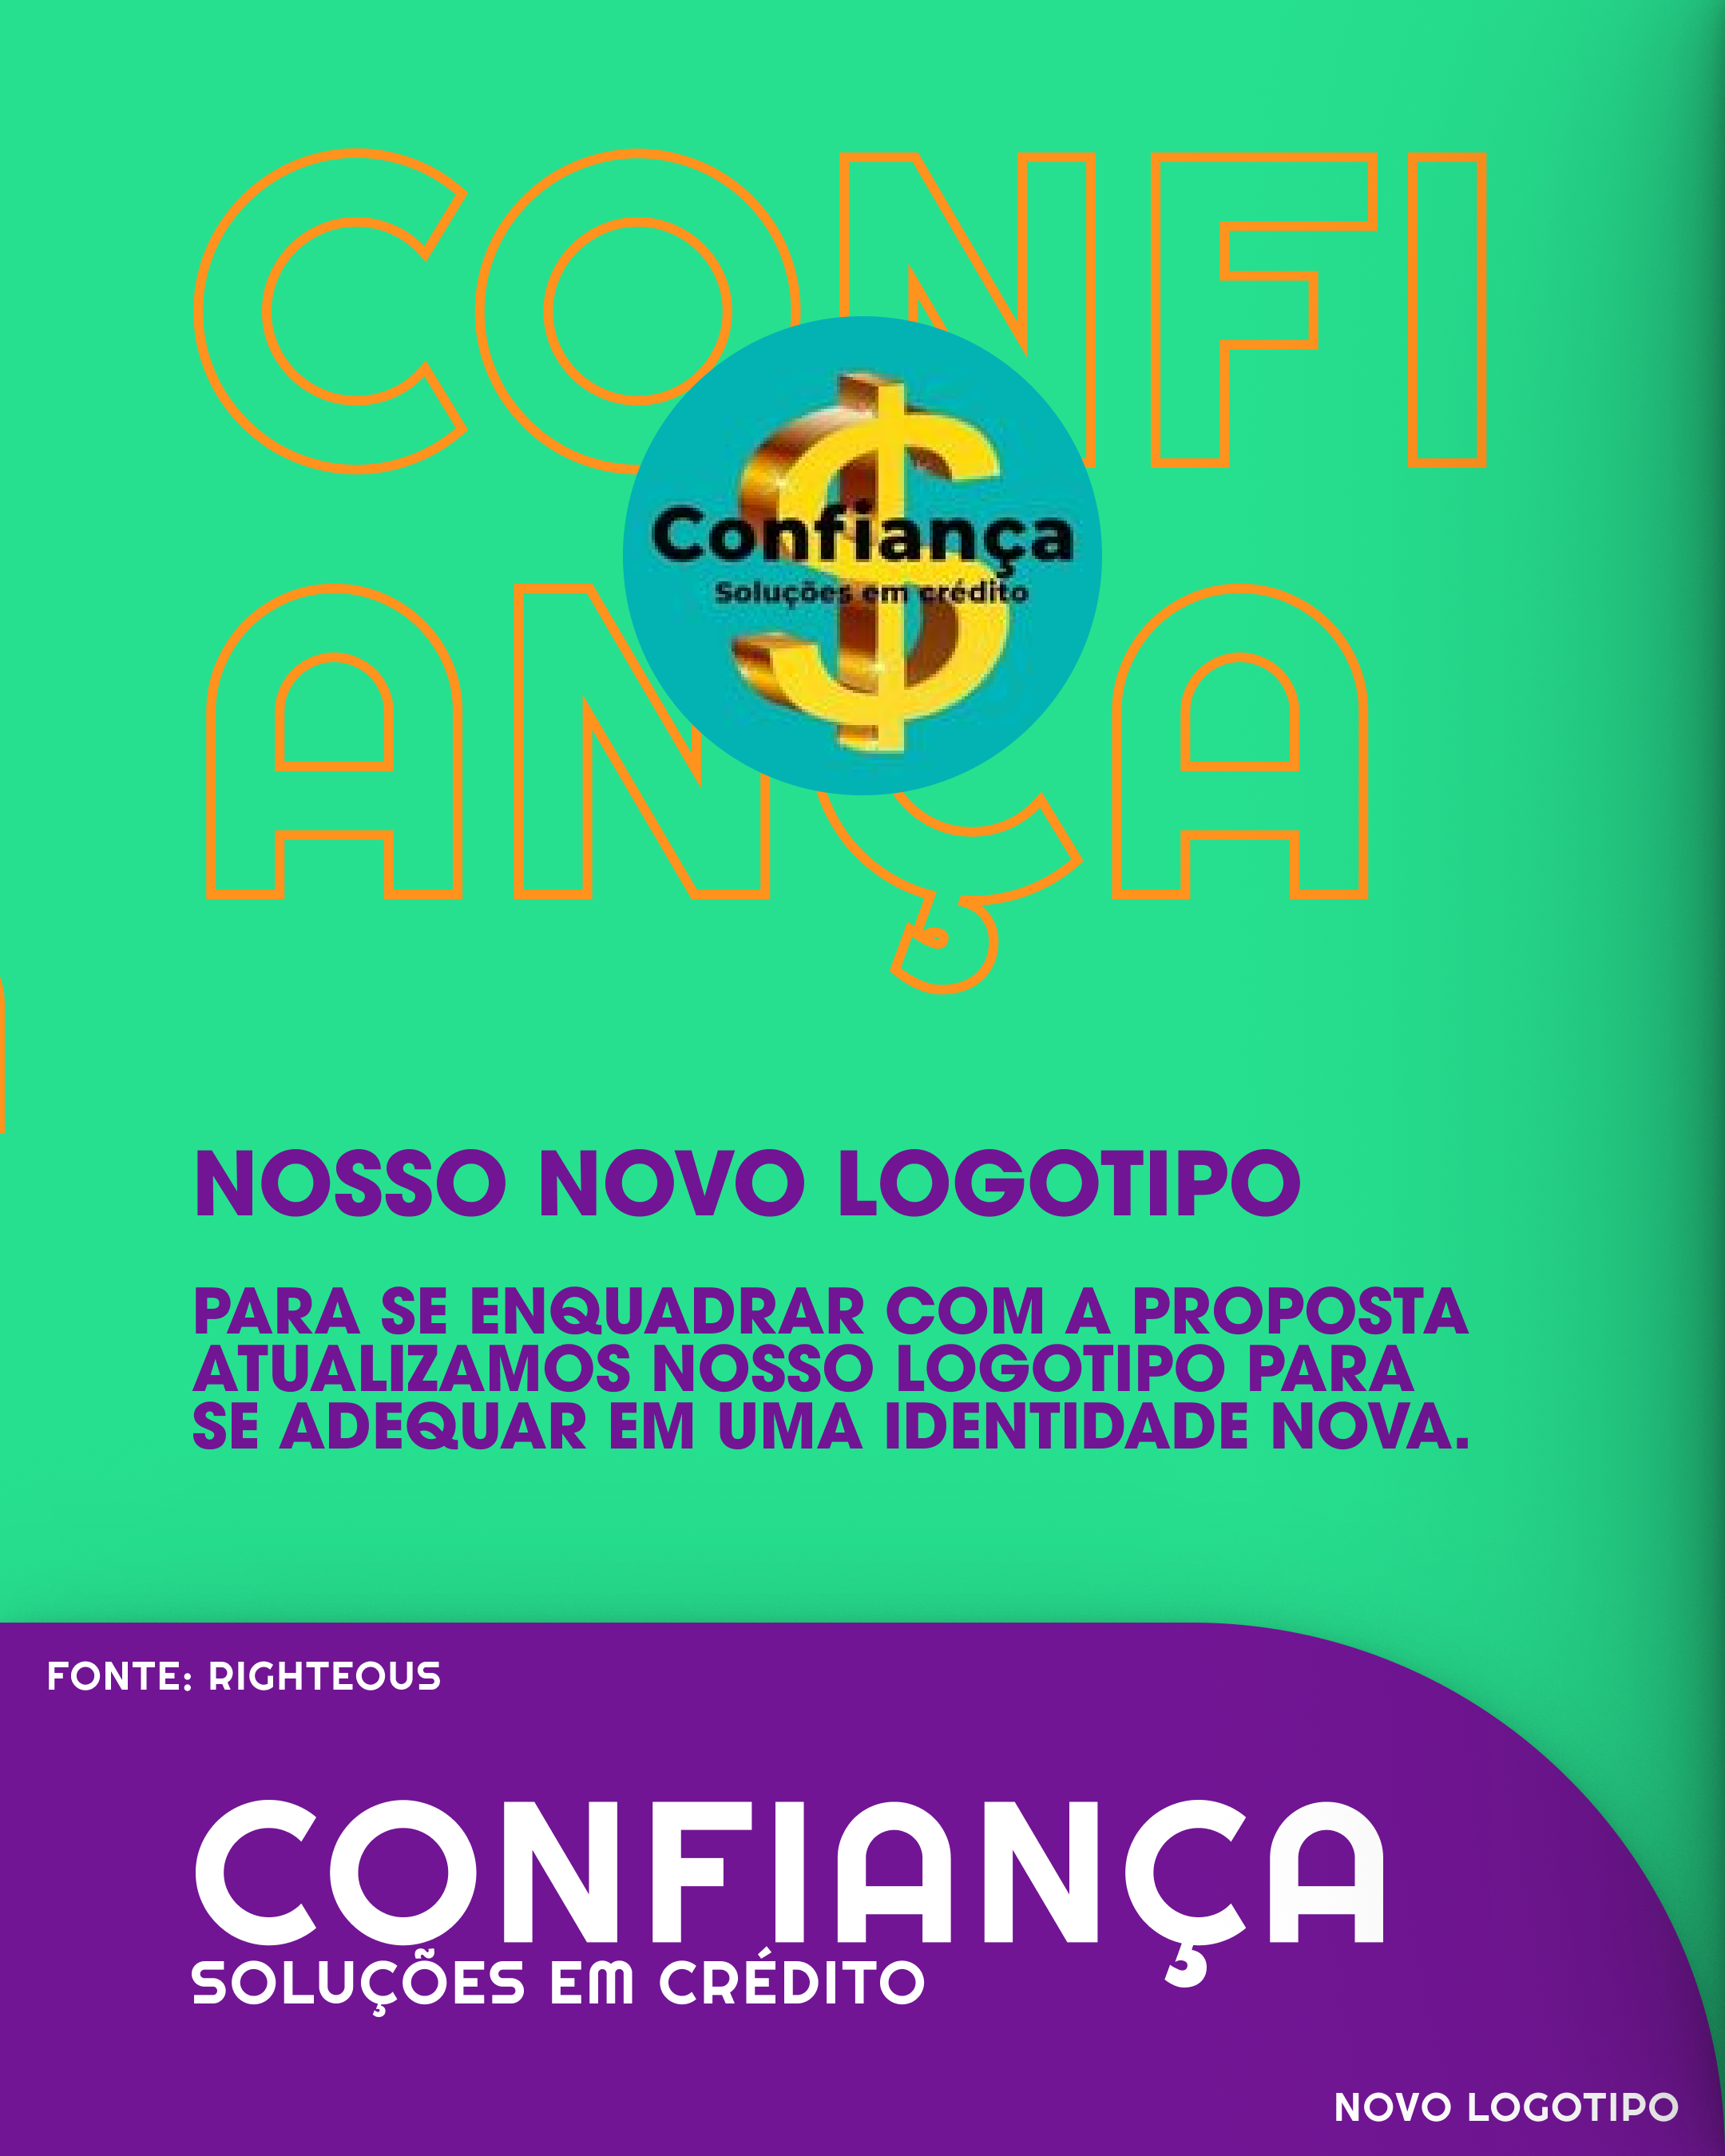 CONFI
Confiança
Soluções em crédito
ANÇA
NOSSO NOVO LOGOTIPO
PARA SE ENQUADRAR COM A PROPOSTA
ATUALIZAMOS NOSSO LOGOTIPO PARA
SE ADEQUAR EM UMA IDENTIDADE NOVA.
FONTE: RIGHTEOUS
CONFIANÇA
SOLUÇÕES EM CRÉDITO
NOVO LOGOTIPO